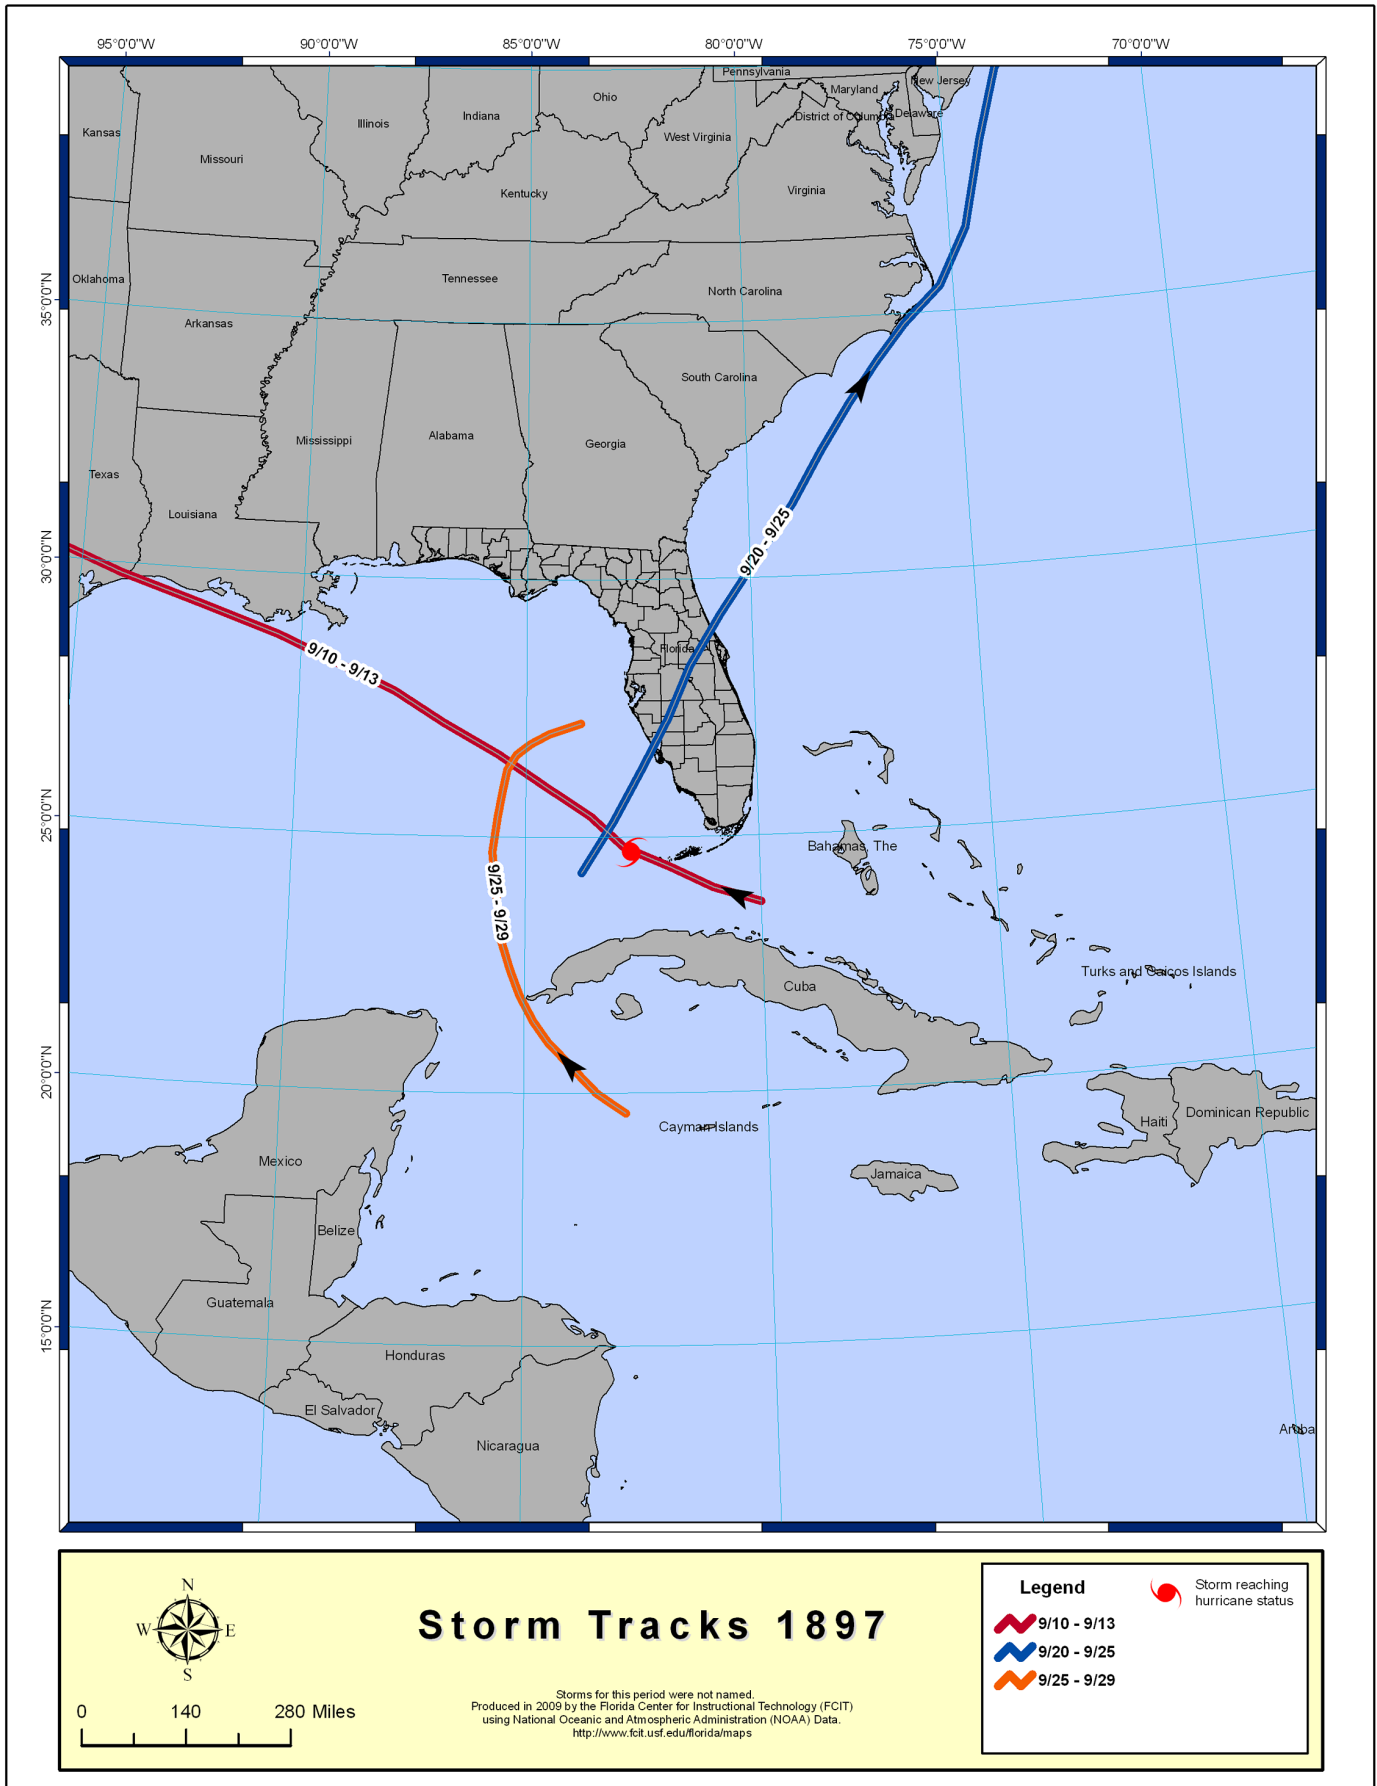 95°0'0"W 90°0'0"W 85°0'0"W 80°0'0"W 75°0'0"W 70°0'0"W
Pennsylvania
New Jersey
Ohio
Maryland
Indiana
Illinois
District of Columbia
Delaware
Kansas
West Virginia
Missouri
Kentucky
Virginia
Oklahoma
Tennessee
North Carolina
35°0'0"N
Arkansas
South Carolina
Mississippi
Alabama
Georgia
Texas
Louisiana
30°0'0"N
9/20 - 9/25
9/10 - 9/13
Florida
25°0'0"N
Bahamas, The
9/25 - 9/29
Turks and Caicos Islands
Cuba
20°0'0"N
Cayman Islands
Haiti
Dominican Republic
Mexico
Jamaica
Belize
Guatemala
15°0'0"N
Honduras
El Salvador
Nicaragua
Aruba
N
W E
S
0 140 280 Miles
Storm Tracks 1897
Storms for this period were not named.
Produced in 2009 by the Florida Center for Instructional Technology (FCIT)
using National Oceanic and Atmospheric Administration (NOAA) Data.
http://www.fcit.usf.edu/florida/maps
Legend
9/10 - 9/13
9/20 - 9/25
9/25 - 9/29
Storm reaching
hurricane status